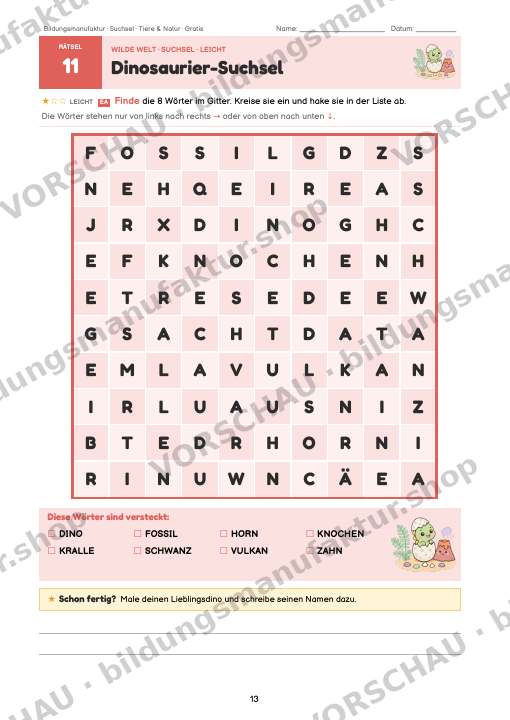 Bildungsmanufaktur · Suchsel · Tiere & Natur · Gratis Name: Datum:
RÄTSEL
11
WILDE WELT · SUCHSEL · LEICHT
Dinosaurier-Suchsel
★☆☆ LEICHT · EA Finde die 8 Wörter im Gitter. Kreise sie ein und hake sie in der Liste ab.
Die Wörter stehen nur von links nach rechts → oder von oben nach unten ↓.
F O S S I L G D Z S
N E H Q E I R E A S
J R X D I N O G H C
E F K N O C H E N H
E T R E S E D E E W
G S A C H T D A T A
E M L A V U L K A N
I R L U A U S N I Z
B T E D R H O R N I
R I N U W N C Ä E A
Diese Wörter sind versteckt:
☐ DINO ☐ FOSSIL ☐ HORN ☐ KNOCHEN
☐ KRALLE ☐ SCHWANZ ☐ VULKAN ☐ ZAHN
★ Schon fertig? Male deinen Lieblingsdino und schreibe seinen Namen dazu.
13
VORSCHAU · bildungsmanufaktur.shop